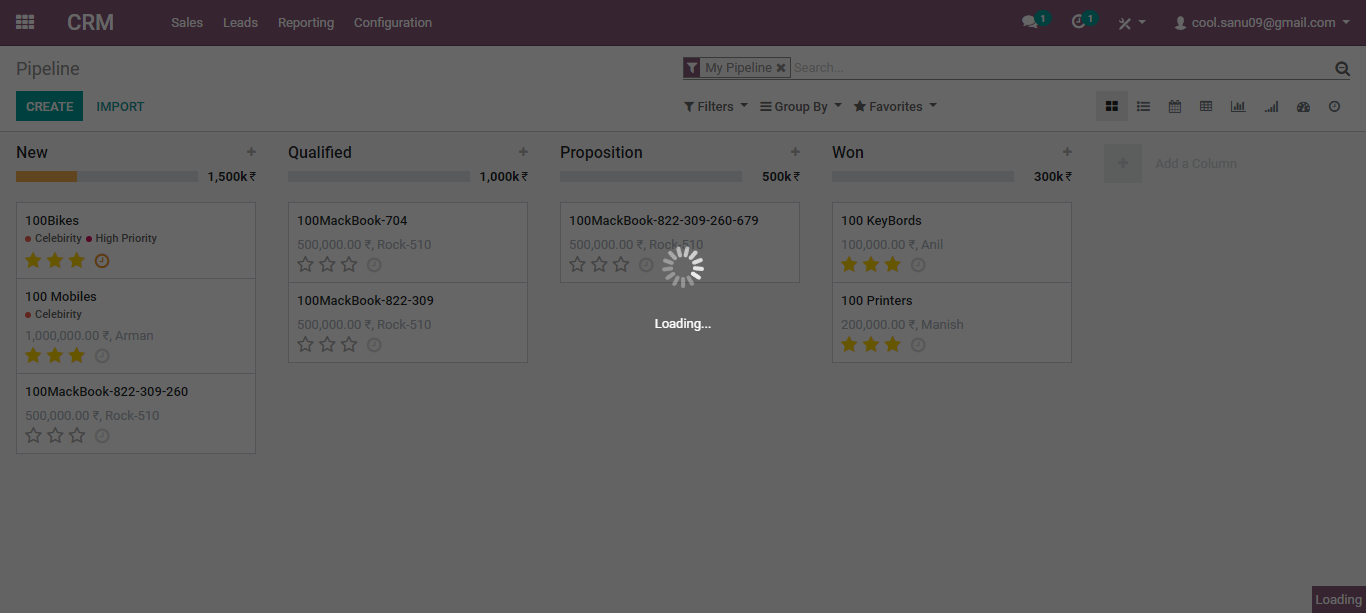 CRM Sales Leads Reporting Configuration 1 1 cool.sanu09@gmail.com
Pipeline My Pipeline Search...
CREATE IMPORT Filters Group By Favorites
New
1,500k ₹
100Bikes
Celebirity High Priority
100 Mobiles
Celebirity
1,000,000.00 ₹, Arman
100MackBook-822-309-260
500,000.00 ₹, Rock-510
Qualified
1,000k ₹
100MackBook-704
500,000.00 ₹, Rock-510
100MackBook-822-309
500,000.00 ₹, Rock-510
Proposition
500k ₹
100MackBook-822-309-260-679
500,000.00 ₹, Rock-510
Won
300k ₹
100 KeyBords
100,000.00 ₹, Anil
100 Printers
200,000.00 ₹, Manish
Add a Column
Loading...
Loading